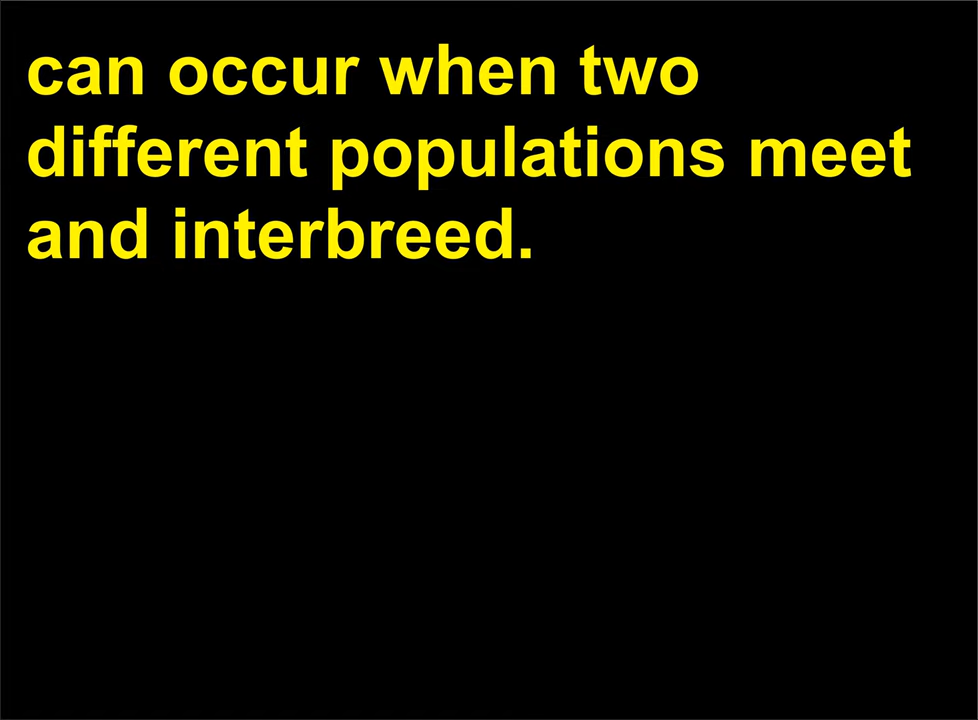 can occur when two
different populations meet
and interbreed.